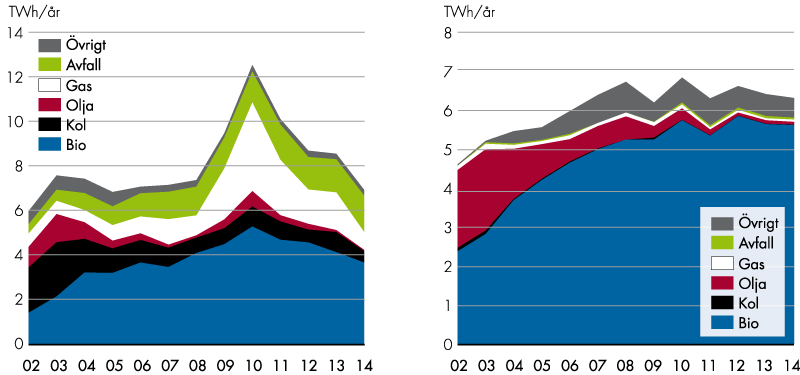 TWh/år
14
12
10
8
6
4
2
0
Övrigt
Avfall
Gas
Olja
Kol
Bio
02 03 04 05 06 07 08 09 10 11 12 13 14
TWh/år
8
7
6
5
4
3
2
1
0
Övrigt
Avfall
Gas
Olja
Kol
Bio
02 03 04 05 06 07 08 09 10 11 12 13 14